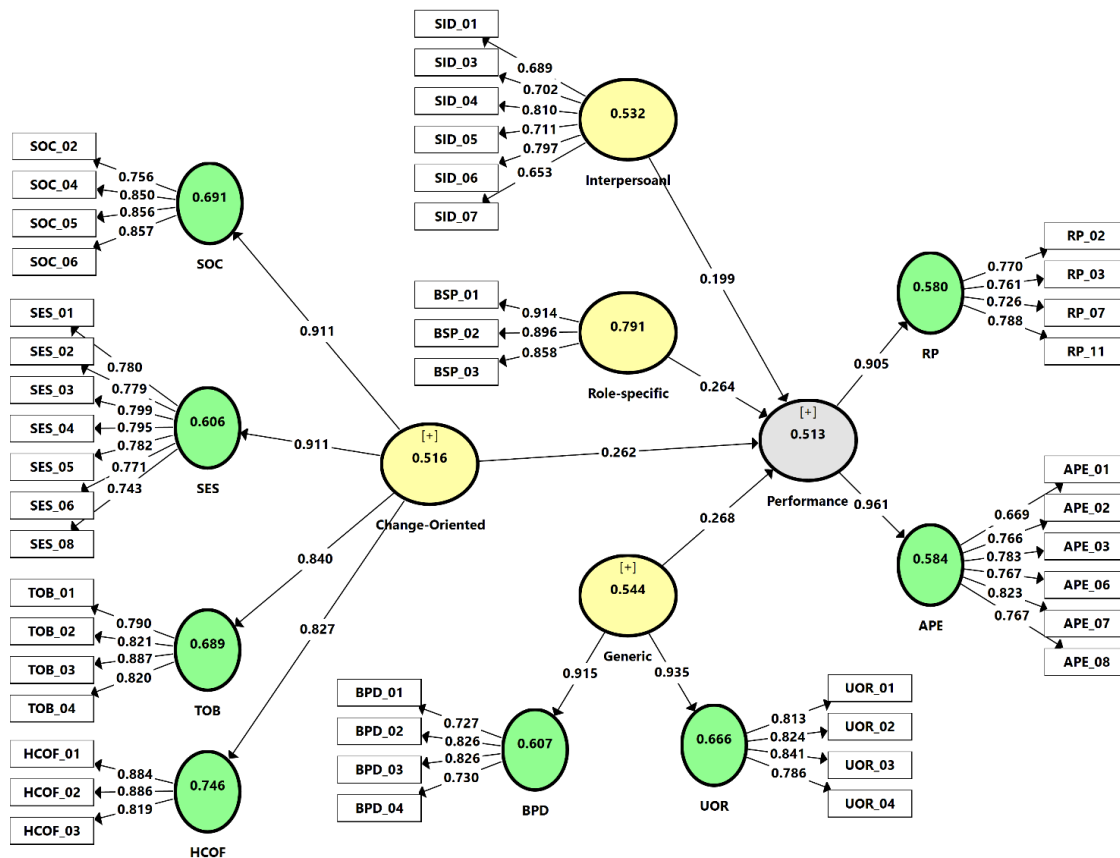 SID_01
SID_03
SID_04
SID_05
SID_06
SID_07
0.689
0.702
0.810
0.711
0.797
0.653
0.532
Interpersoanl
SOC_02
SOC_04
SOC_05
SOC_06
0.756
0.850
0.856
0.857
0.691
SOC
BSP_01
BSP_02
BSP_03
0.914
0.896
0.858
0.791
Role-specific
0.199
0.264
RP_02
RP_03
RP_07
RP_11
0.770
0.761
0.726
0.788
0.580
RP
0.905
SES_01
SES_02
SES_03
SES_04
SES_05
SES_06
SES_08
0.780
0.779
0.799
0.795
0.782
0.771
0.743
0.606
SES
0.911
0.911
[+]
0.516
Change-Oriented
0.262
[+]
0.513
Performance
0.961
0.268
APE_01
APE_02
APE_03
APE_06
APE_07
APE_08
0.669
0.766
0.783
0.767
0.823
0.767
0.584
APE
0.840
0.827
[+]
0.544
Generic
0.915
0.935
TOB_01
TOB_02
TOB_03
TOB_04
0.790
0.821
0.887
0.820
0.689
TOB
BPD_01
BPD_02
BPD_03
BPD_04
0.727
0.826
0.826
0.730
0.607
BPD
0.666
UOR
0.813
0.824
0.841
0.786
UOR_01
UOR_02
UOR_03
UOR_04
HCOF_01
HCOF_02
HCOF_03
0.884
0.886
0.819
0.746
HCOF